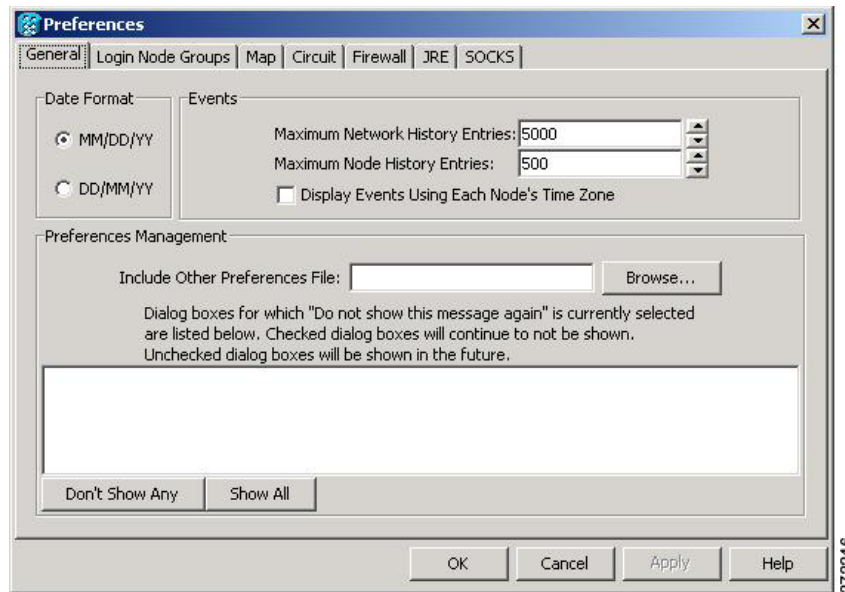 Preferences
General Login Node Groups Map Circuit Firewall JRE SOCKS
Date Format
MM/DD/YY
DD/MM/YY
Events
Maximum Network History Entries: 5000
Maximum Node History Entries: 500
Display Events Using Each Node's Time Zone
Preferences Management
Include Other Preferences File: Browse...
Dialog boxes for which "Do not show this message again" is currently selected
are listed below. Checked dialog boxes will continue to not be shown.
Unchecked dialog boxes will be shown in the future.
Don't Show Any Show All
OK Cancel Apply Help